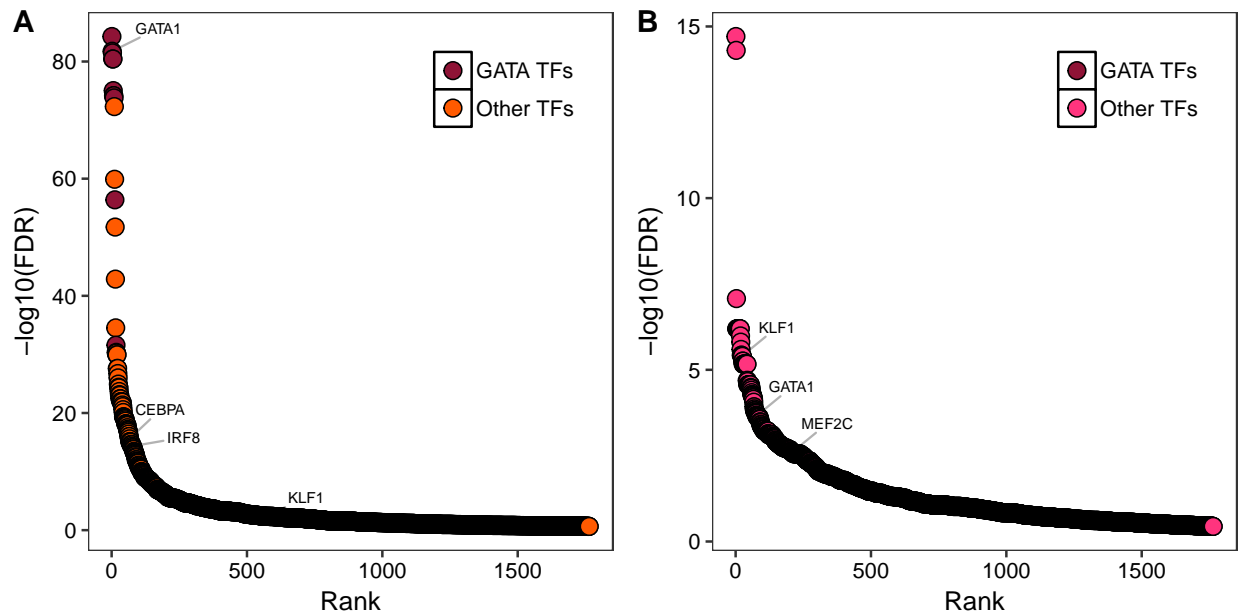 A
GATA1
GATA TFs
Other TFs
CEBPA
IRF8
KLF1
80
60
40
20
0
−log10(FDR)
0 500 1000 1500
Rank
B
GATA TFs
Other TFs
KLF1
GATA1
MEF2C
15
10
5
0
−log10(FDR)
0 500 1000 1500
Rank